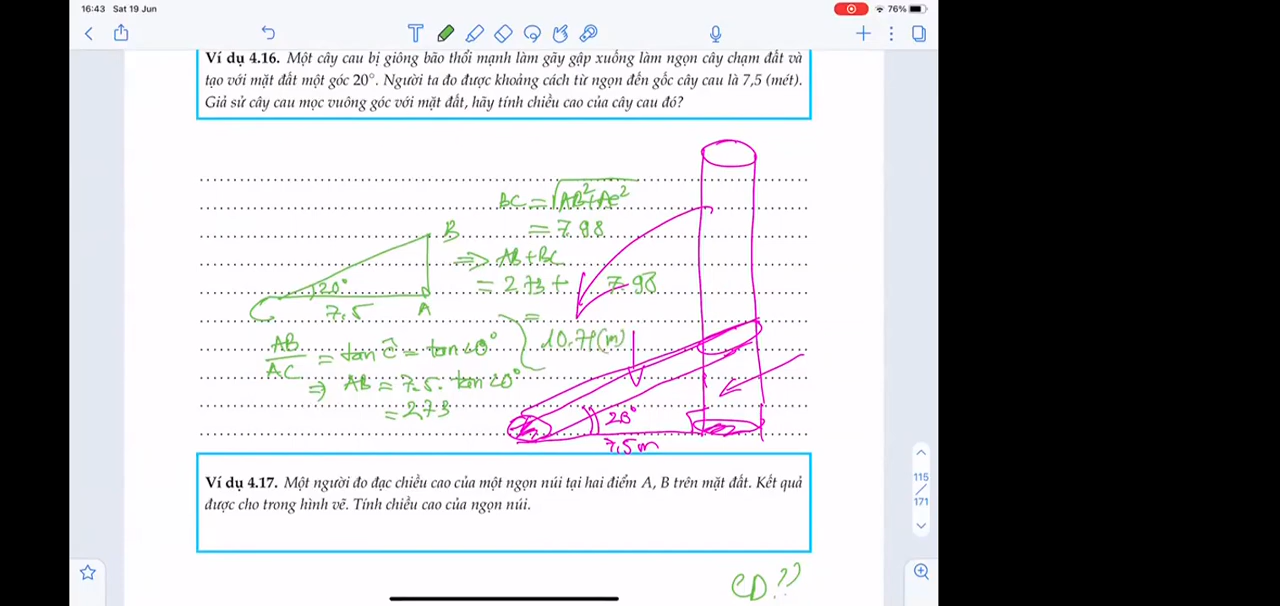 16:43 Sat 19 Jun
76%
Ví dụ 4.16. Một cây cau bị giông bão thổi mạnh làm gãy gập xuống làm ngọn cây chạm đất và
tạo với mặt đất một góc 20°. Người ta đo được khoảng cách từ ngọn đến gốc cây cau là 7,5 (mét).
Giả sử cây cau mọc vuông góc với mặt đất, hãy tính chiều cao của cây cau đó?
BC = √AB²+AC²
= 7.98
B
⇒ AB+BC
20°
= 2.73 + 7.98
C
7.5
A
=
10.71(m)
AB/AC = tan Ĉ = tan 20°
⇒ AB = 7.5. tan 20°
= 2.73
20°
7,5m
Ví dụ 4.17. Một người đo đạc chiều cao của một ngọn núi tại hai điểm A, B trên mặt đất. Kết quả
được cho trong hình vẽ. Tính chiều cao của ngọn núi.
115
/
171
CD??